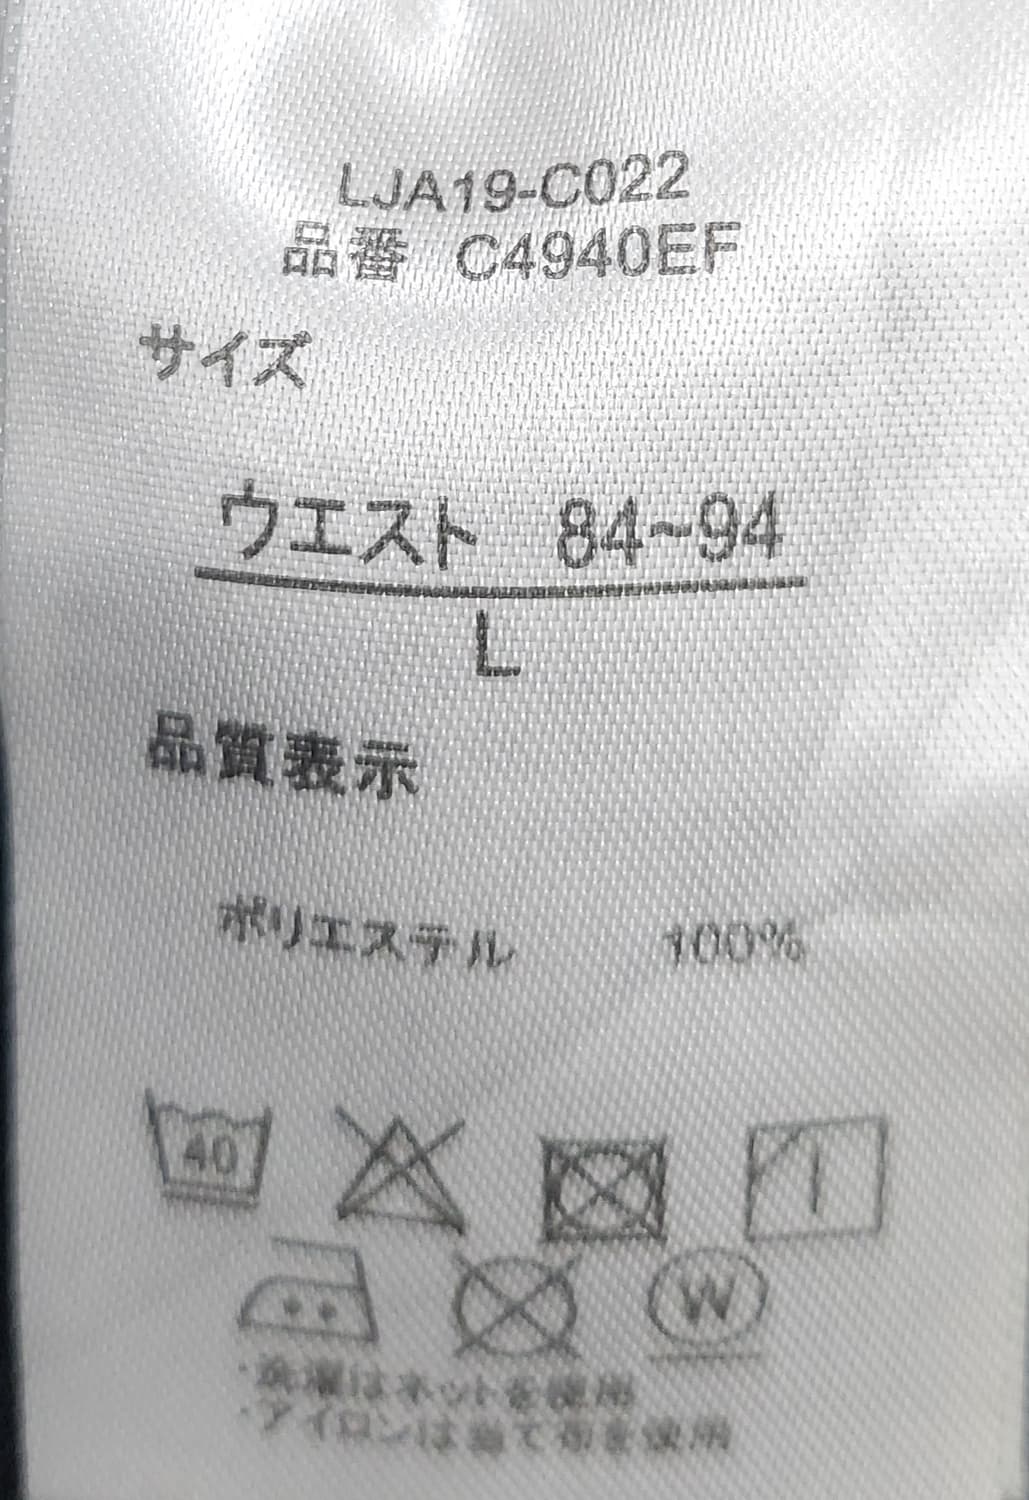 LJA19-C022
品番 C4940EF
サイズ
ウエスト 84~94
L
品質表示
ポリエステル 100%
40
W
・洗濯はネットを使用
・アイロンは当て布を使用